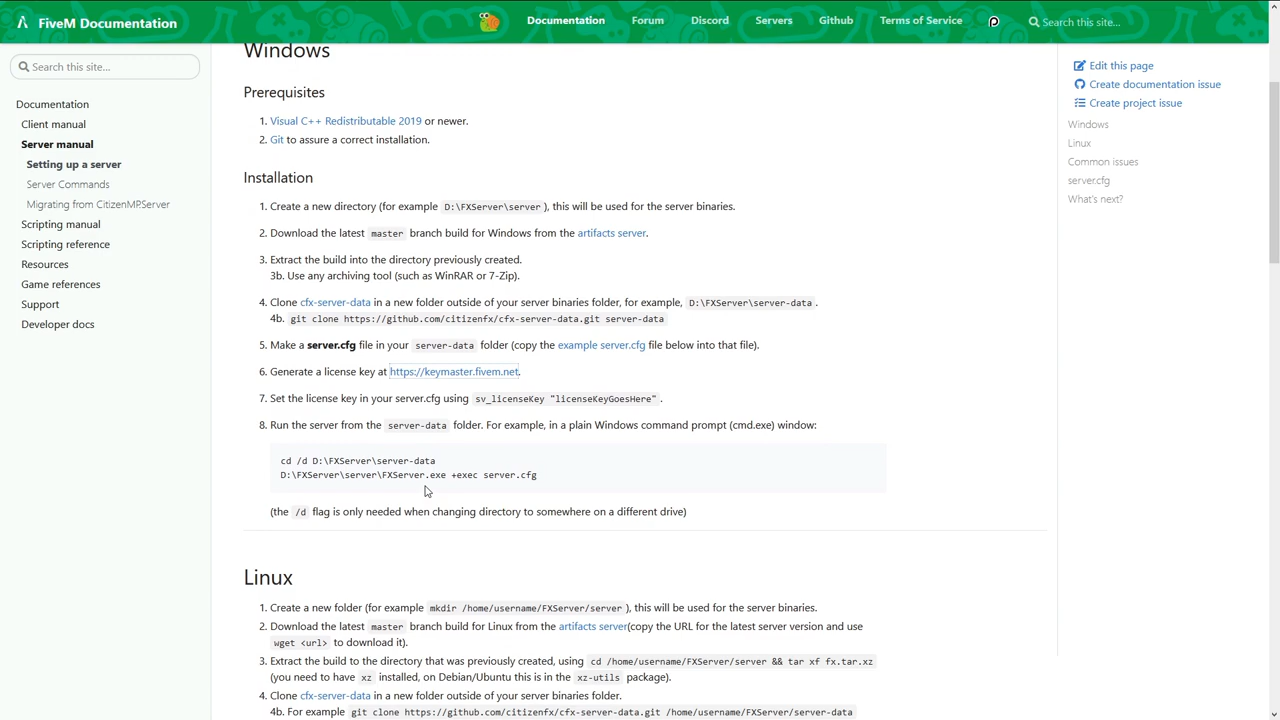 FiveM Documentation
Documentation
Forum
Discord
Servers
Github
Terms of Service
Search this site...
Search this site...
Documentation
Client manual
Server manual
Setting up a server
Server Commands
Migrating from CitizenMP.Server
Scripting manual
Scripting reference
Resources
Game references
Support
Developer docs
Windows
Prerequisites
1. Visual C++ Redistributable 2019 or newer.
2. Git to assure a correct installation.
Installation
1. Create a new directory (for example D:\FXServer\server), this will be used for the server binaries.
2. Download the latest master branch build for Windows from the artifacts server.
3. Extract the build into the directory previously created.
3b. Use any archiving tool (such as WinRAR or 7-Zip).
4. Clone cfx-server-data in a new folder outside of your server binaries folder, for example, D:\FXServer\server-data.
4b. git clone https://github.com/citizenfx/cfx-server-data.git server-data
5. Make a server.cfg file in your server-data folder (copy the example server.cfg file below into that file).
6. Generate a license key at https://keymaster.fivem.net.
7. Set the license key in your server.cfg using sv_licenseKey "licenseKeyGoesHere".
8. Run the server from the server-data folder. For example, in a plain Windows command prompt (cmd.exe) window:
cd /d D:\FXServer\server-data
D:\FXServer\server\FXServer.exe +exec server.cfg
(the /d flag is only needed when changing directory to somewhere on a different drive)
Linux
1. Create a new folder (for example mkdir /home/username/FXServer/server), this will be used for the server binaries.
2. Download the latest master branch build for Linux from the artifacts server(copy the URL for the latest server version and use
wget <url> to download it).
3. Extract the build to the directory that was previously created, using cd /home/username/FXServer/server && tar xf fx.tar.xz
(you need to have xz installed, on Debian/Ubuntu this is in the xz-utils package).
4. Clone cfx-server-data in a new folder outside of your server binaries folder.
4b. For example git clone https://github.com/citizenfx/cfx-server-data.git /home/username/FXServer/server-data
Edit this page
Create documentation issue
Create project issue
Windows
Linux
Common issues
server.cfg
What's next?